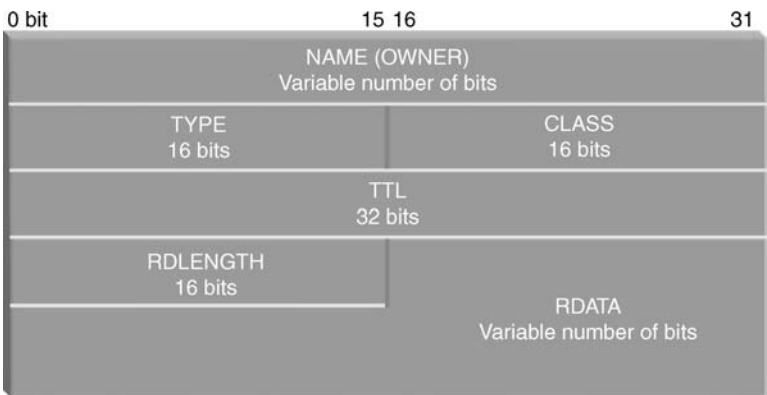 0 bit 15 16 31
NAME (OWNER)
Variable number of bits
TYPE CLASS
16 bits 16 bits
TTL
32 bits
RDLENGTH
16 bits
RDATA
Variable number of bits